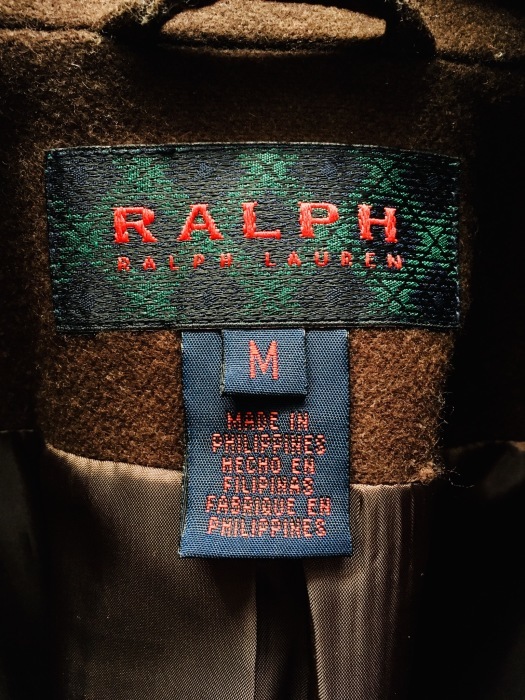 RALPH
RALPH LAUREN
M
MADE IN
PHILIPPINES
HECHO EN
FILIPINAS
FABRIQUE EN
PHILIPPINES